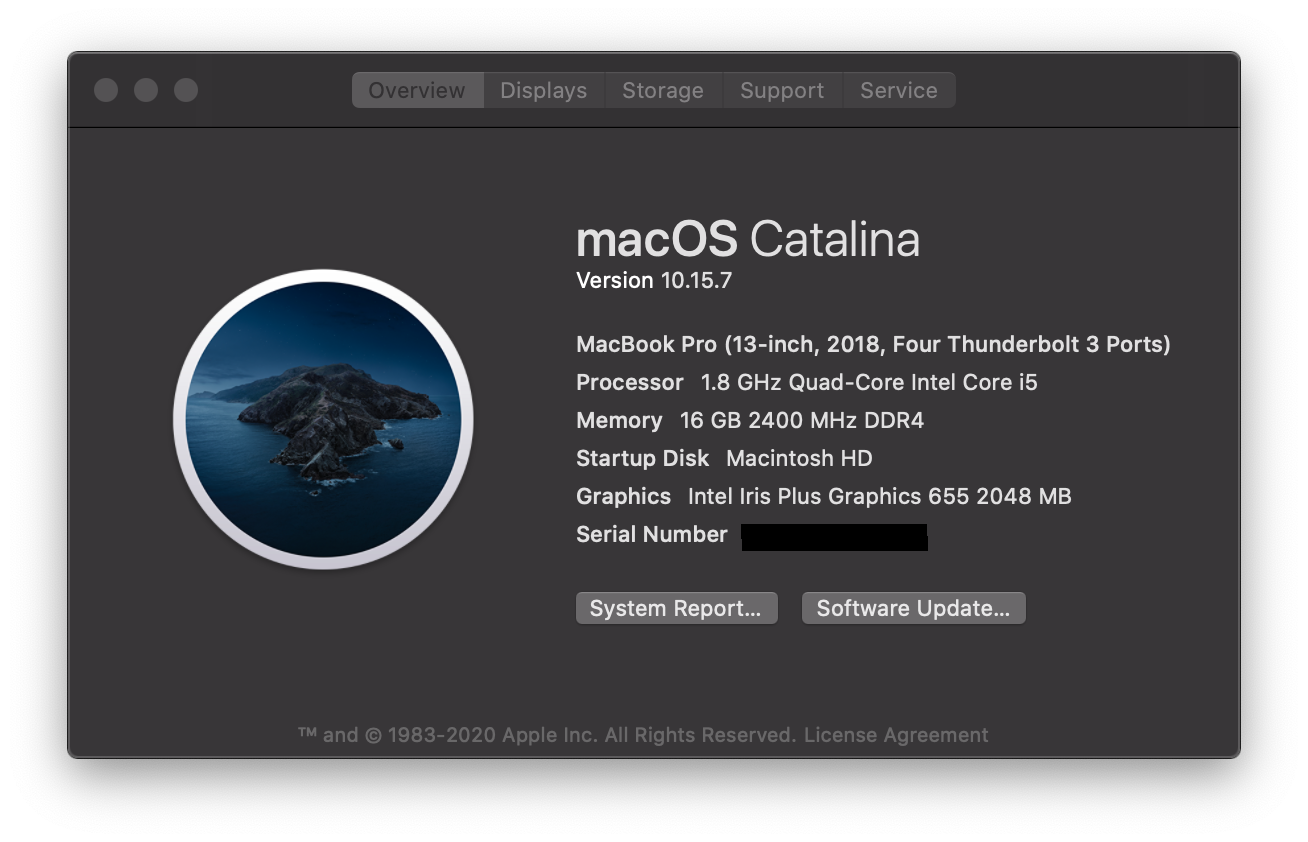 Overview Displays Storage Support Service
macOS Catalina
Version 10.15.7
MacBook Pro (13-inch, 2018, Four Thunderbolt 3 Ports)
Processor 1.8 GHz Quad-Core Intel Core i5
Memory 16 GB 2400 MHz DDR4
Startup Disk Macintosh HD
Graphics Intel Iris Plus Graphics 655 2048 MB
Serial Number
System Report... Software Update...
™ and © 1983-2020 Apple Inc. All Rights Reserved. License Agreement